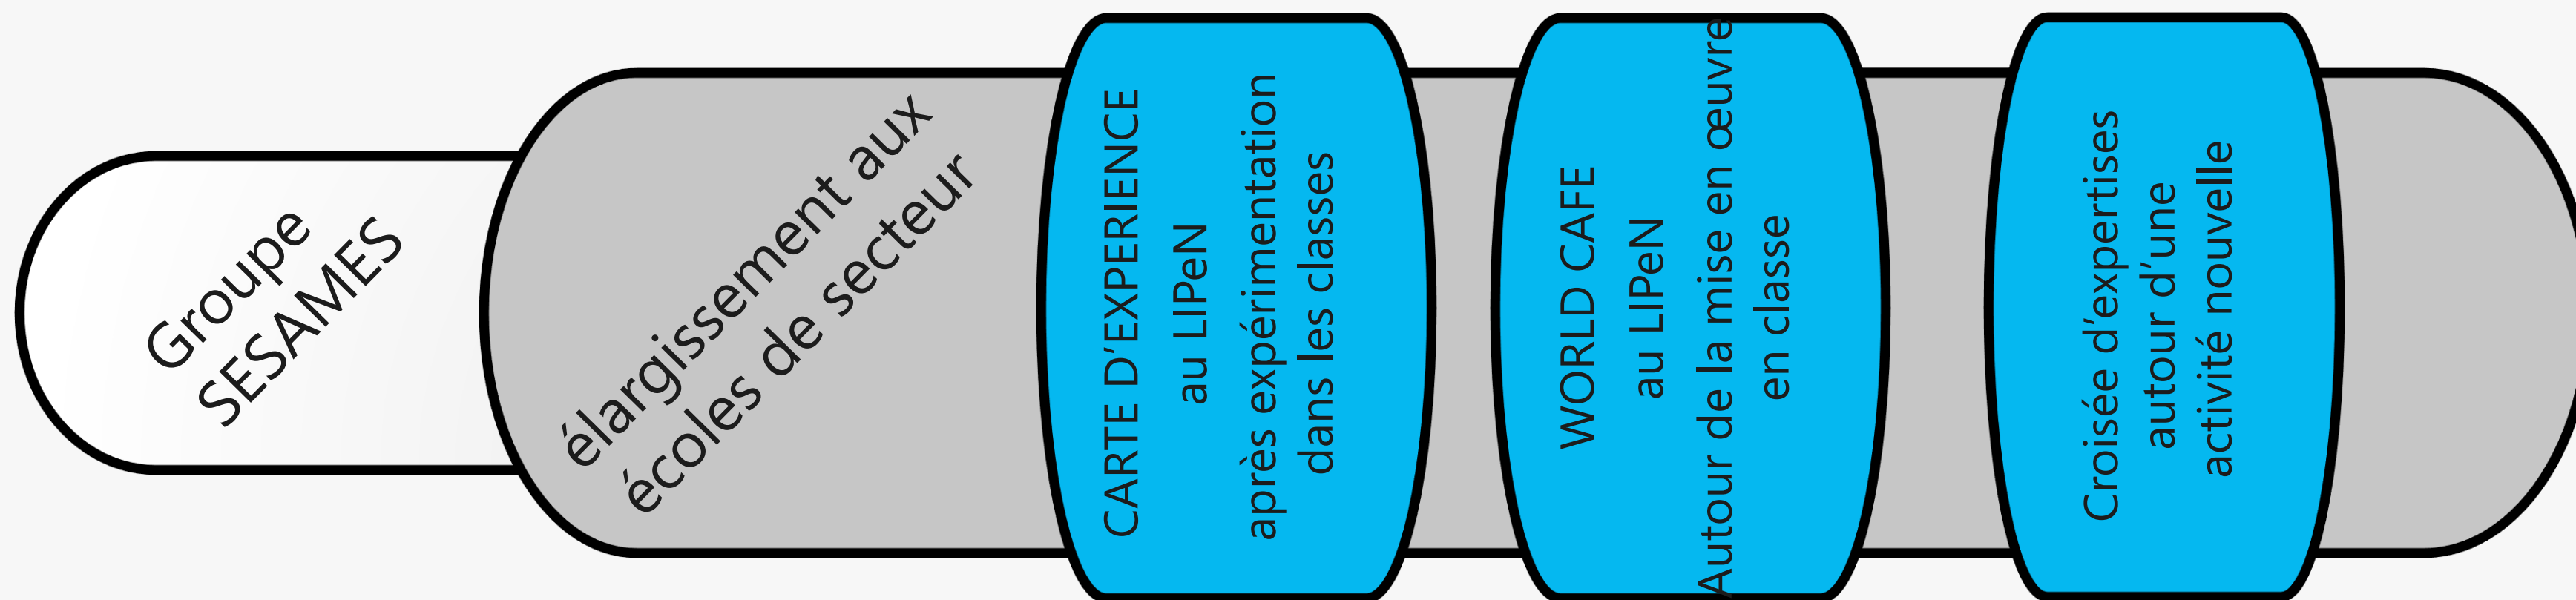 Groupe
SESAMES
élargissement aux
écoles de secteur
CARTE D'EXPERIENCE
au LIPeN
après expérimentation
dans les classes
WORLD CAFE
au LIPeN
Autour de la mise en œuvre
en classe
Croisée d'expertises
autour d'une
activité nouvelle